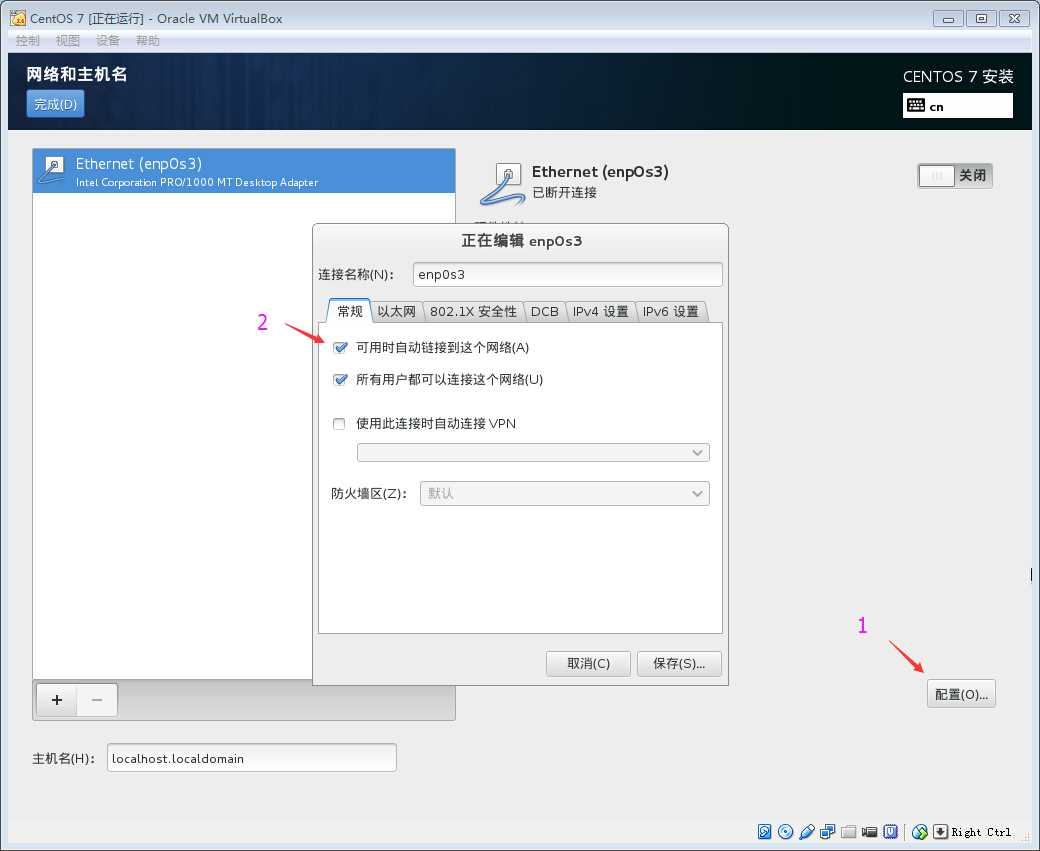 CentOS 7 [正在运行] - Oracle VM VirtualBox
控制 视图 设备 帮助
网络和主机名
CENTOS 7 安装
完成(D)
cn
Ethernet (enp0s3)
Intel Corporation PRO/1000 MT Desktop Adapter
Ethernet (enp0s3)
已断开连接
关闭
正在编辑 enp0s3
连接名称(N):
enp0s3
常规 以太网 802.1X 安全性 DCB IPv4 设置 IPv6 设置
2
可用时自动链接到这个网络(A)
所有用户都可以连接这个网络(U)
使用此连接时自动连接 VPN
防火墙区(Z):
默认
1
取消(C) 保存(S)...
配置(O)...
+ −
主机名(H):
localhost.localdomain
Right Ctrl